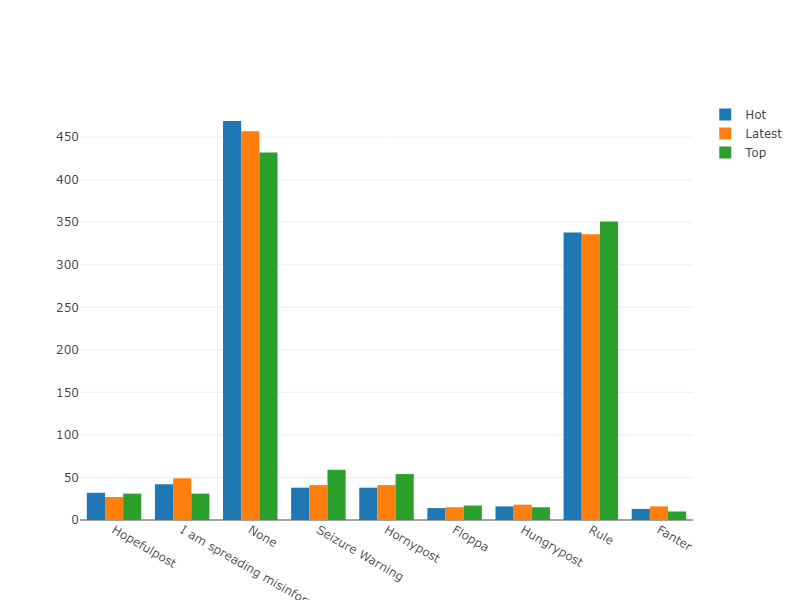 Hot
Latest
Top
450
400
350
300
250
200
150
100
50
0
Hopefulpost
I am spreading misinfor
None
Seizure Warning
Hornypost
Floppa
Hungrypost
Rule
Fanter